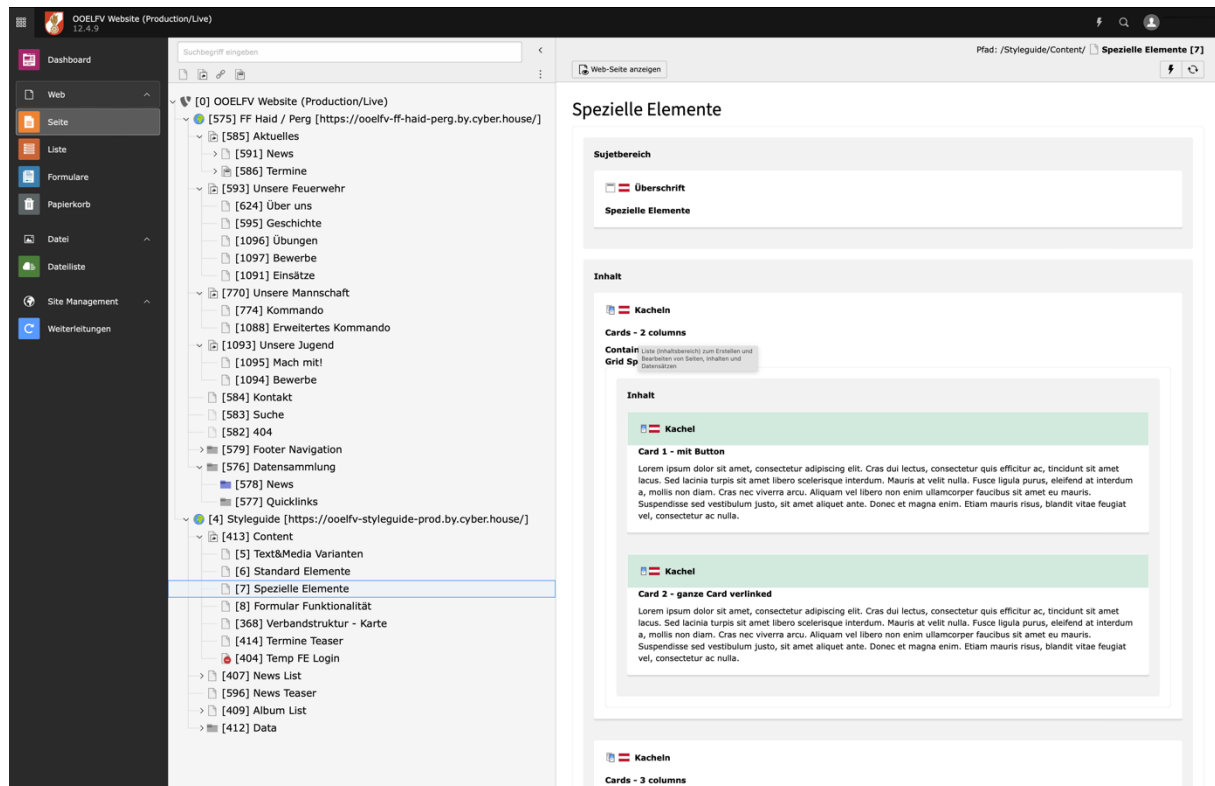 OOELFV Website (Production/Live)
12.4.9
Dashboard
Web
Seite
Liste
Formulare
Papierkorb
Datei
Dateiliste
Site Management
Weiterleitungen
Suchbegriff eingeben
[0] OOELFV Website (Production/Live)
[575] FF Haid / Perg [https://ooelfv-ff-haid-perg.by.cyber.house/]
[585] Aktuelles
[591] News
[586] Termine
[593] Unsere Feuerwehr
[624] Über uns
[595] Geschichte
[1096] Übungen
[1097] Bewerbe
[1091] Einsätze
[770] Unsere Mannschaft
[774] Kommando
[1088] Erweitertes Kommando
[1093] Unsere Jugend
[1095] Mach mit!
[1094] Bewerbe
[584] Kontakt
[583] Suche
[582] 404
[579] Footer Navigation
[576] Datensammlung
[578] News
[577] Quicklinks
[4] Styleguide [https://ooelfv-styleguide-prod.by.cyber.house/]
[413] Content
[5] Text&Media Varianten
[6] Standard Elemente
[7] Spezielle Elemente
[8] Formular Funktionalität
[368] Verbandstruktur - Karte
[414] Termine Teaser
[404] Temp FE Login
[407] News List
[596] News Teaser
[409] Album List
[412] Data
Pfad: /Styleguide/Content/ Spezielle Elemente [7]
Web-Seite anzeigen
Spezielle Elemente
Sujetbereich
Überschrift
Spezielle Elemente
Inhalt
Kacheln
Cards - 2 columns
Contain
Grid Sp
Liste (Inhaltsbereich) zum Erstellen und
Bearbeiten von Seiten, Inhalten und
Datensätzen
Inhalt
Kachel
Card 1 - mit Button
Lorem ipsum dolor sit amet, consectetur adipiscing elit. Cras dui lectus, consectetur quis efficitur ac, tincidunt sit amet
lacus. Sed lacinia turpis sit amet libero scelerisque interdum. Mauris at velit nulla. Fusce ligula purus, eleifend at interdum
a, mollis non diam. Cras nec viverra arcu. Aliquam vel libero non enim ullamcorper faucibus sit amet eu mauris.
Suspendisse sed vestibulum justo, sit amet aliquet ante. Donec et magna enim. Etiam mauris risus, blandit vitae feugiat
vel, consectetur ac nulla.
Kachel
Card 2 - ganze Card verlinked
Lorem ipsum dolor sit amet, consectetur adipiscing elit. Cras dui lectus, consectetur quis efficitur ac, tincidunt sit amet
lacus. Sed lacinia turpis sit amet libero scelerisque interdum. Mauris at velit nulla. Fusce ligula purus, eleifend at interdum
a, mollis non diam. Cras nec viverra arcu. Aliquam vel libero non enim ullamcorper faucibus sit amet eu mauris.
Suspendisse sed vestibulum justo, sit amet aliquet ante. Donec et magna enim. Etiam mauris risus, blandit vitae feugiat
vel, consectetur ac nulla.
Kacheln
Cards - 3 columns